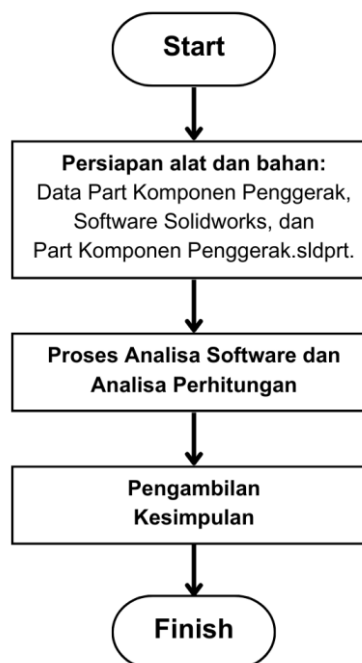 Start
Persiapan alat dan bahan:
Data Part Komponen Penggerak,
Software Solidworks, dan
Part Komponen Penggerak.sldprt.
Proses Analisa Software dan
Analisa Perhitungan
Pengambilan
Kesimpulan
Finish